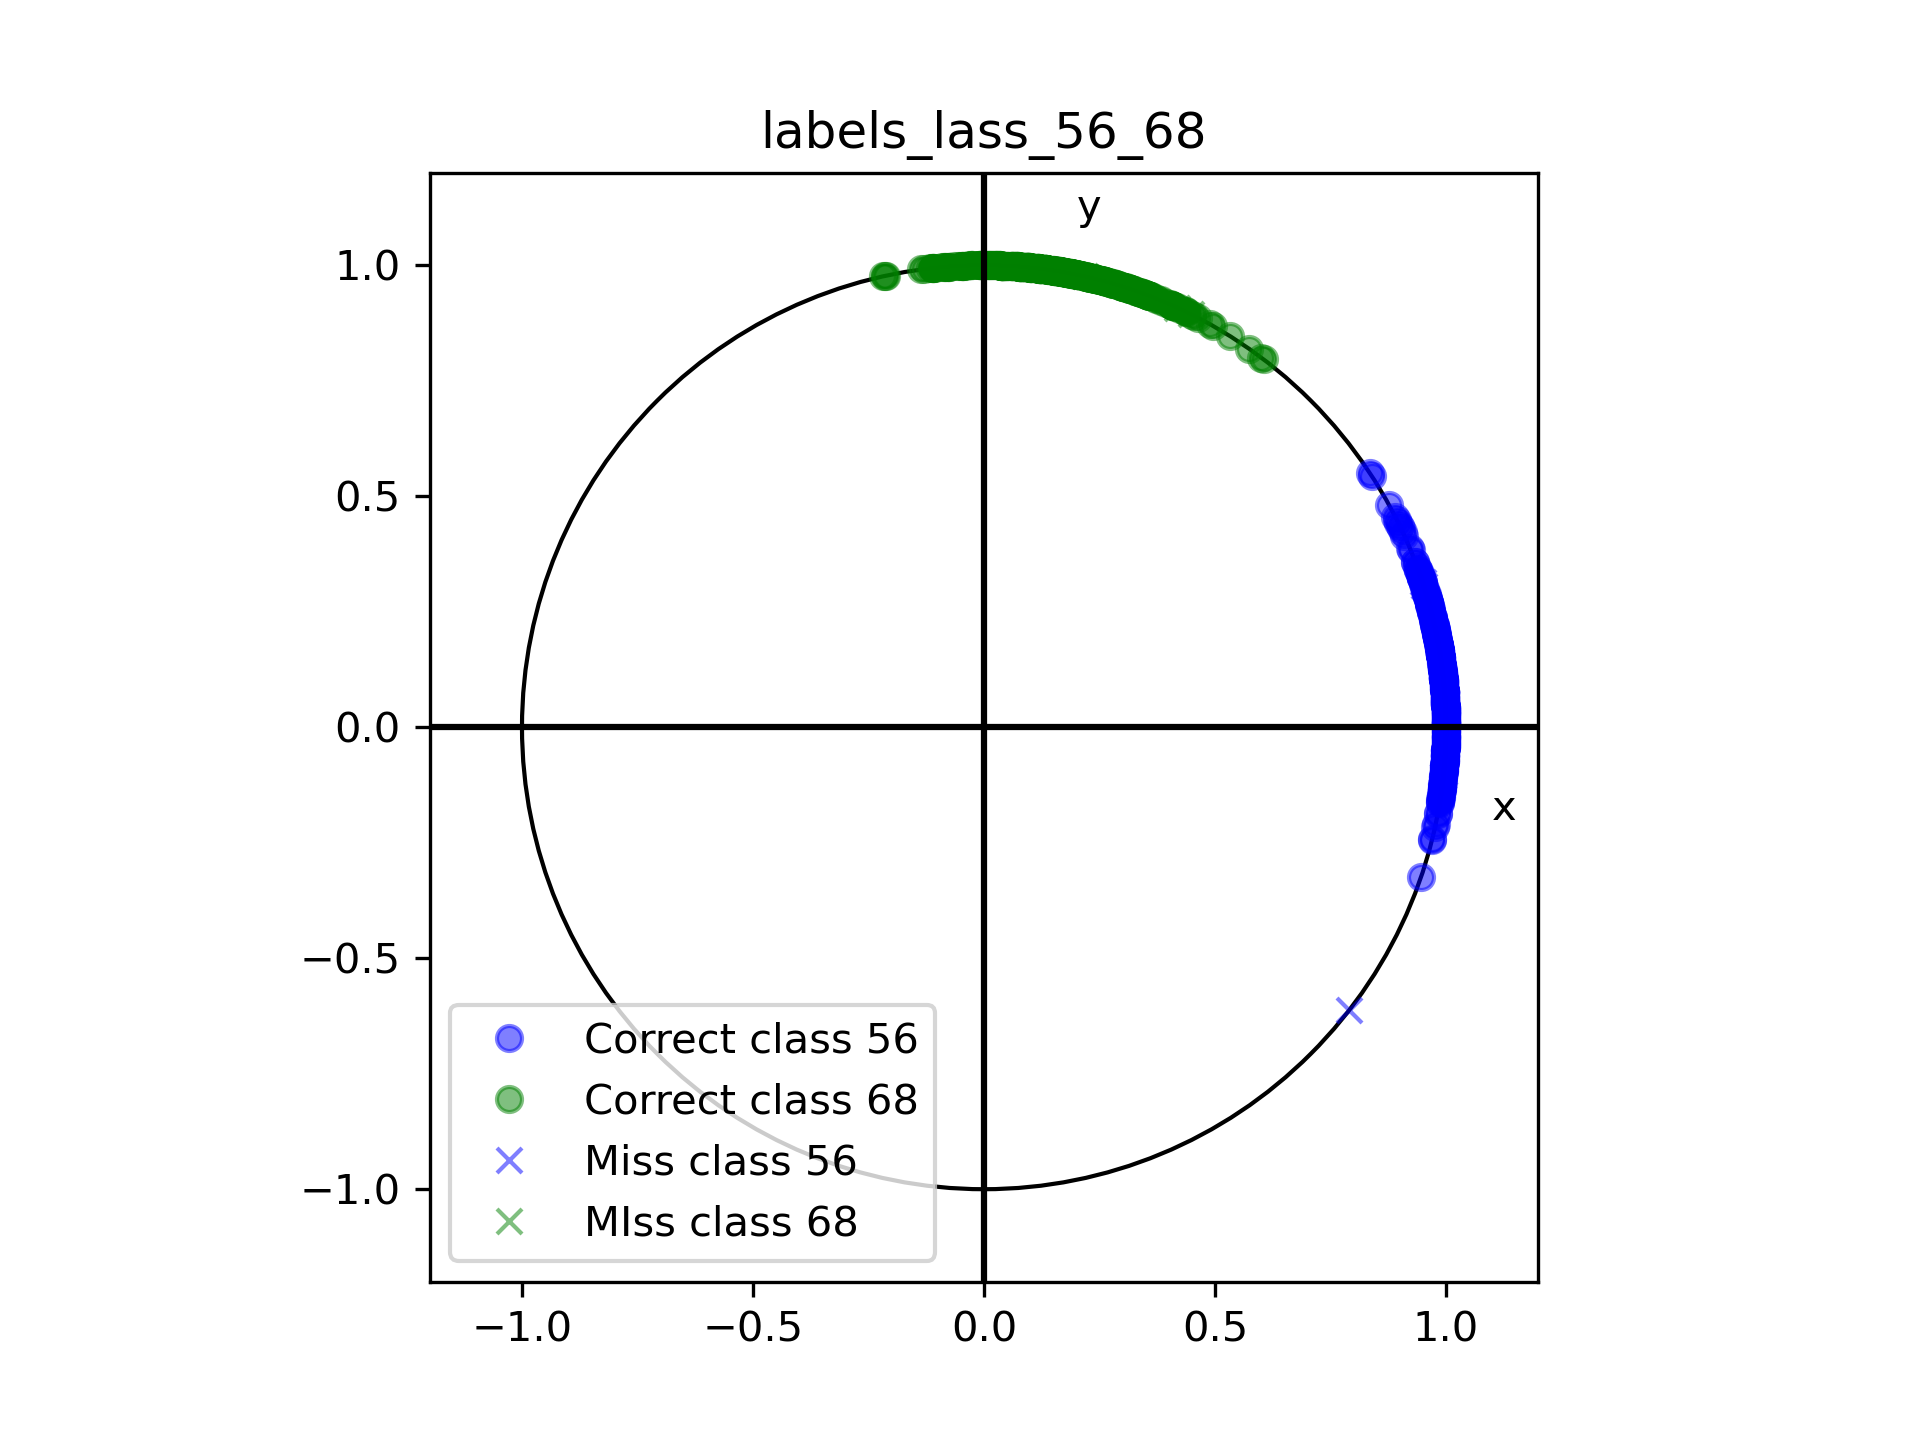 labels_lass_56_68
y
1.0
0.5
0.0
x
−0.5
−1.0
Correct class 56
Correct class 68
Miss class 56
MIss class 68
−1.0 −0.5 0.0 0.5 1.0